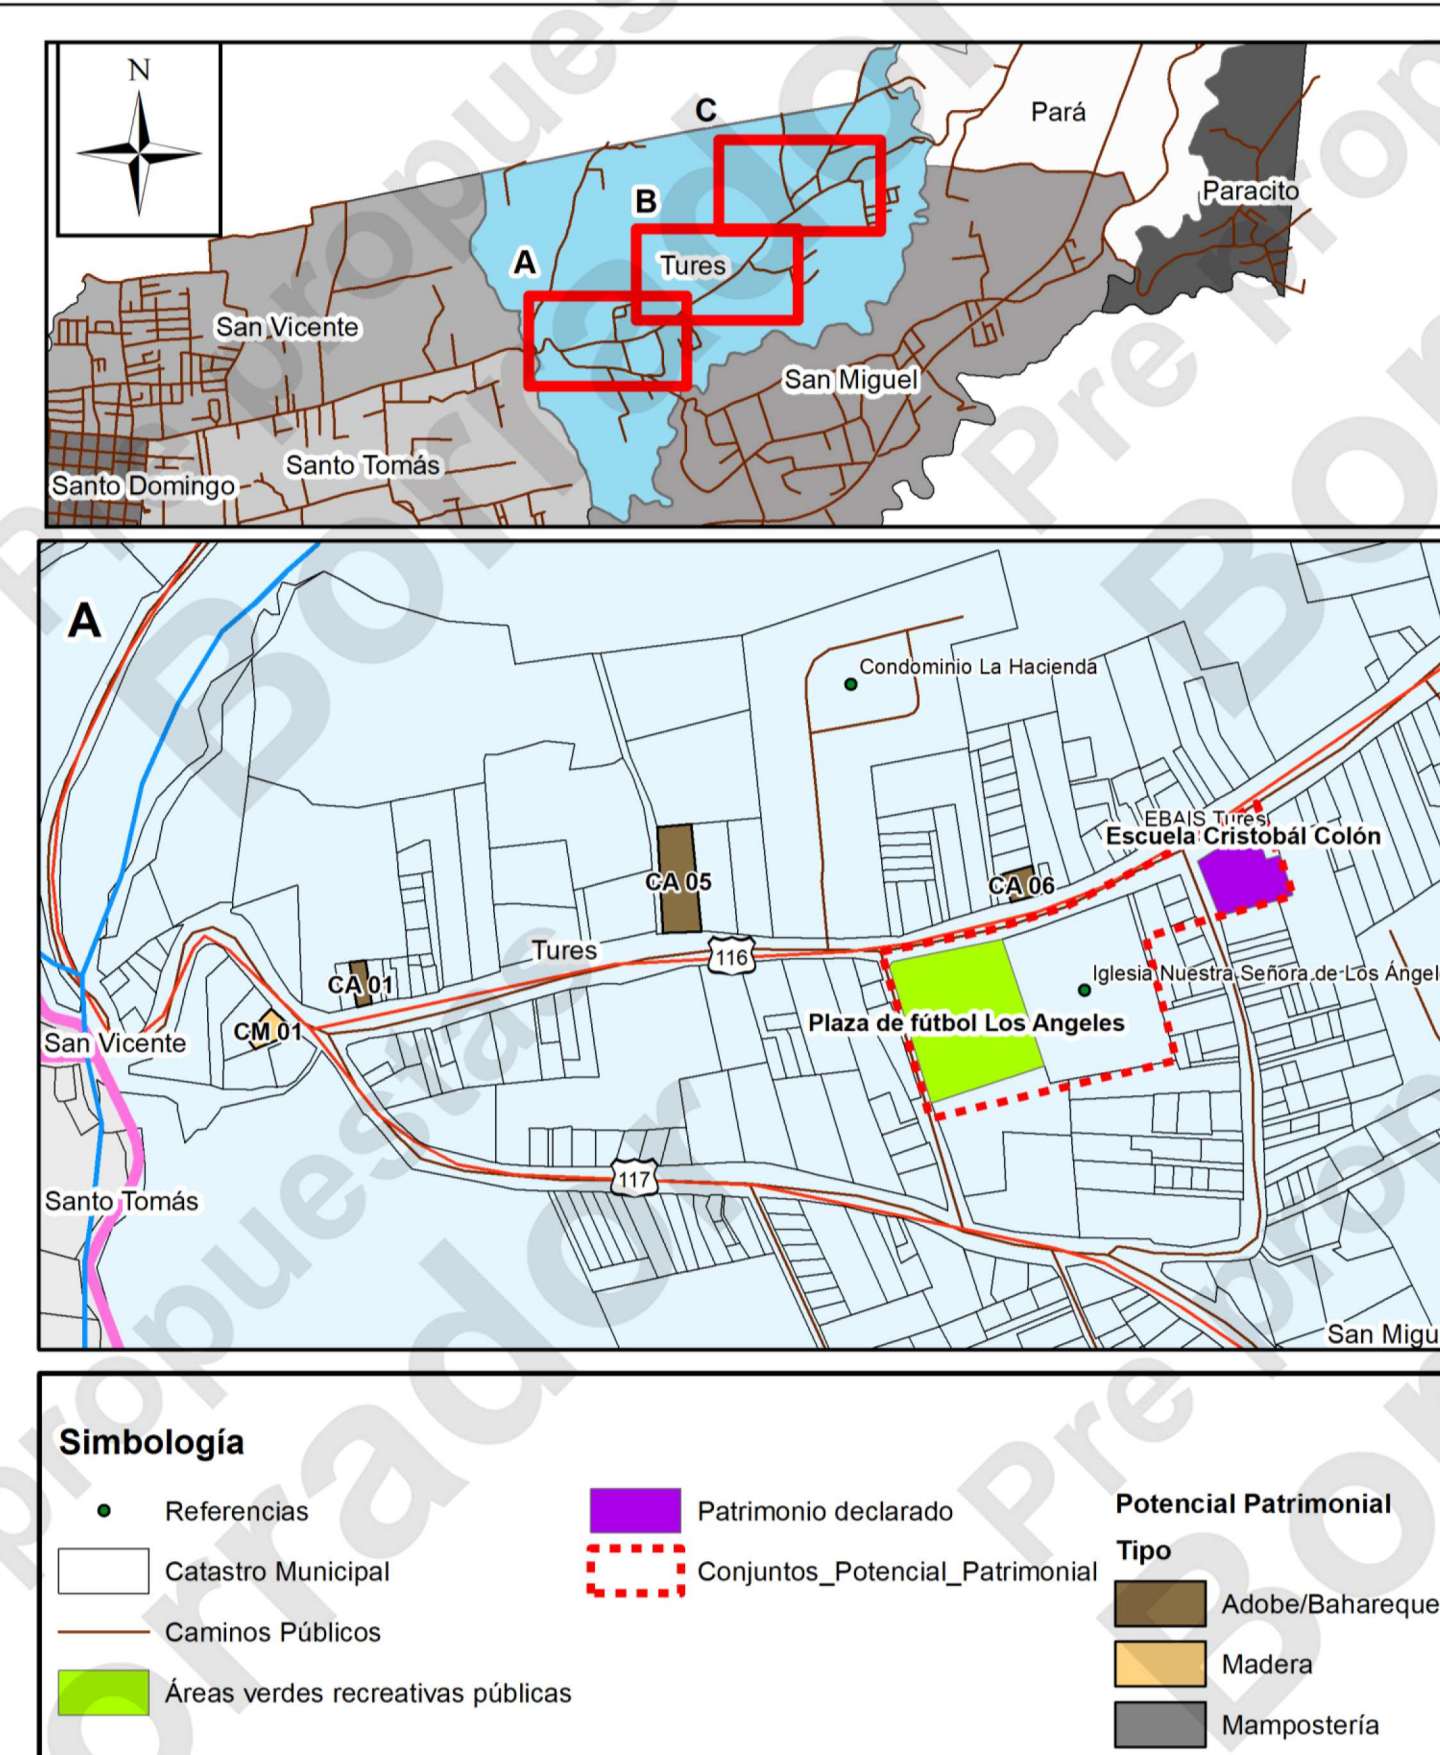 N
C
Pará
Paracito
B
A
Tures
San Vicente
San Miguel
Santo Tomás
Santo Domingo
A
Condominio La Hacienda
EBAIS Tures
Escuela Cristobál Colón
CA 05
CA 06
Tures
116
CA 01
Iglesia Nuestra Señora de Los Ángel
Plaza de fútbol Los Angeles
CM 01
San Vicente
117
Santo Tomás
San Migu
Simbología
Referencias
Catastro Municipal
Caminos Públicos
Áreas verdes recreativas públicas
Patrimonio declarado
Conjuntos_Potencial_Patrimonial
Potencial Patrimonial
Tipo
Adobe/Bahareque
Madera
Mampostería
Pre propuestas
Borrador